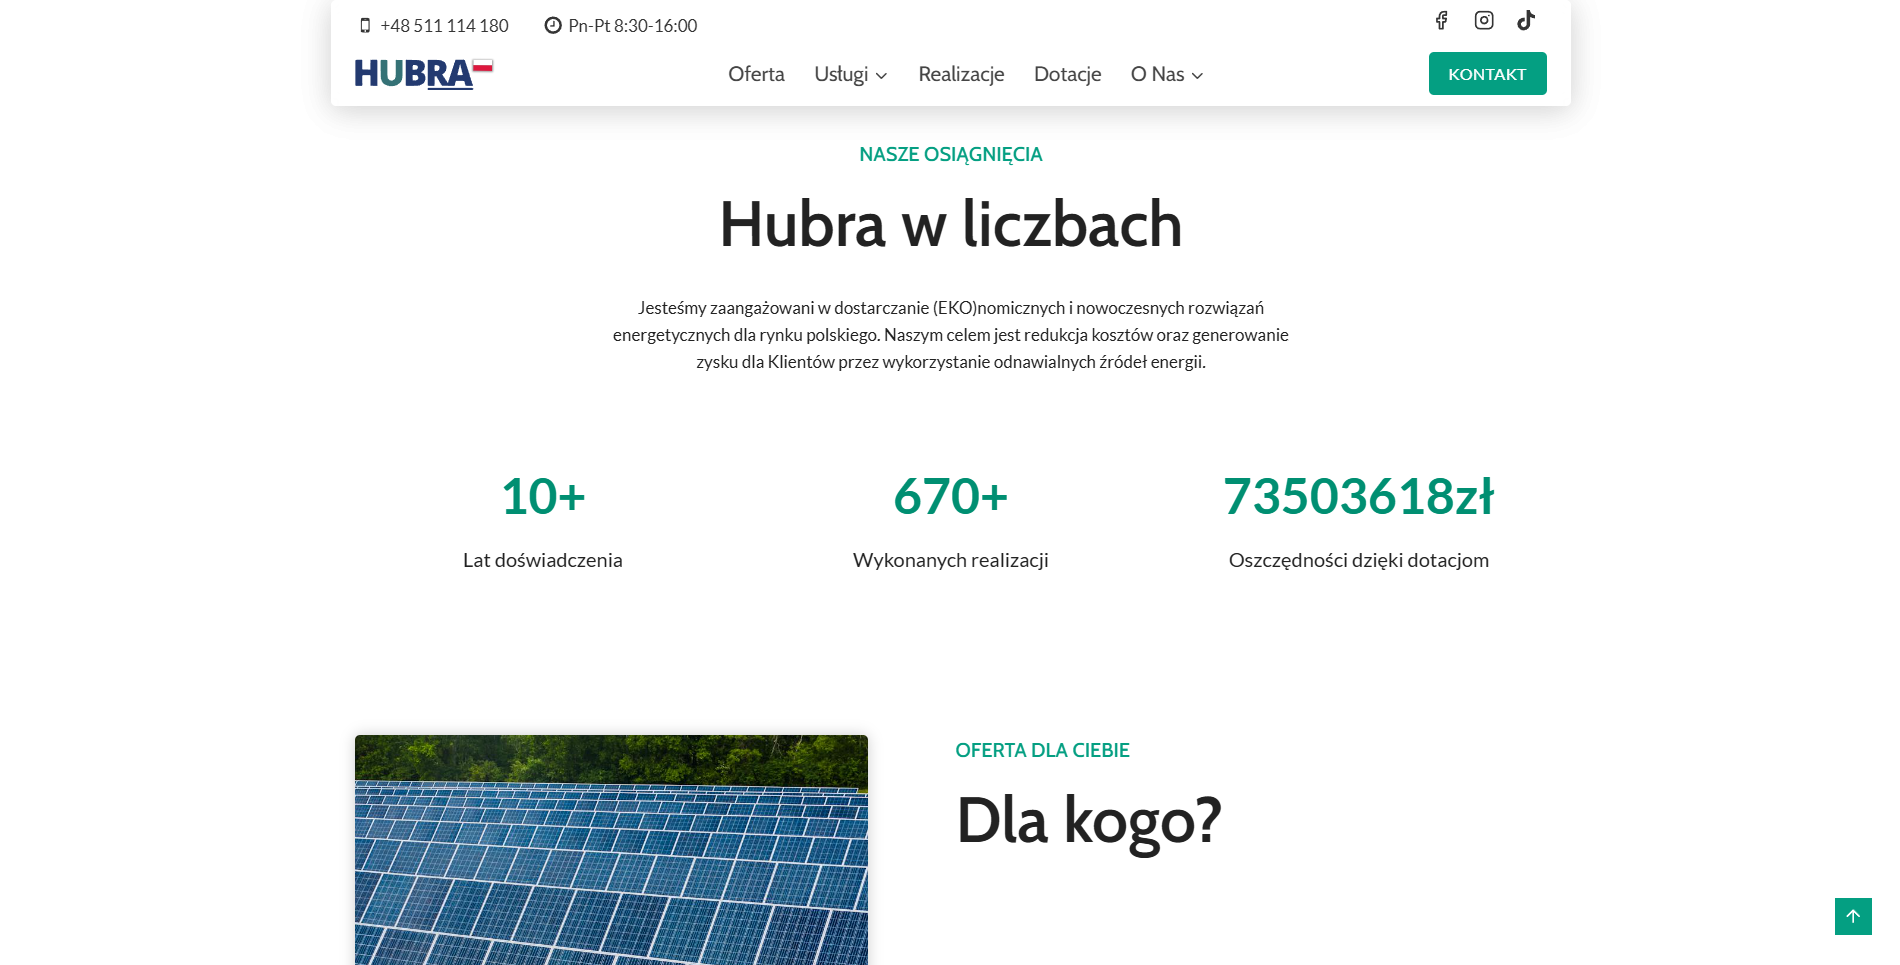 +48 511 114 180
Pn-Pt 8:30-16:00
HUBRA
Oferta
Usługi
Realizacje
Dotacje
O Nas
KONTAKT
NASZE OSIĄGNIĘCIA
Hubra w liczbach
Jesteśmy zaangażowani w dostarczanie (EKO)nomicznych i nowoczesnych rozwiązań
energetycznych dla rynku polskiego. Naszym celem jest redukcja kosztów oraz generowanie
zysku dla Klientów przez wykorzystanie odnawialnych źródeł energii.
10+
Lat doświadczenia
670+
Wykonanych realizacji
73503618zł
Oszczędności dzięki dotacjom
OFERTA DLA CIEBIE
Dla kogo?